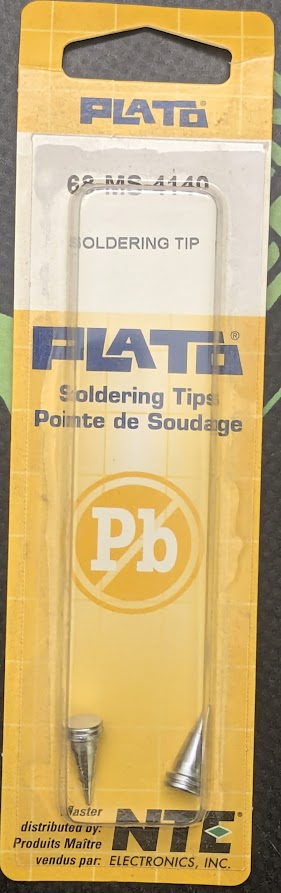 PLATO®
68-MS-4140
SOLDERING TIP
PLATO®
Soldering Tips
Pointe de Soudage
Pb
Master
distributed by:
Produits Maître
vendus par:
NTE®
ELECTRONICS, INC.